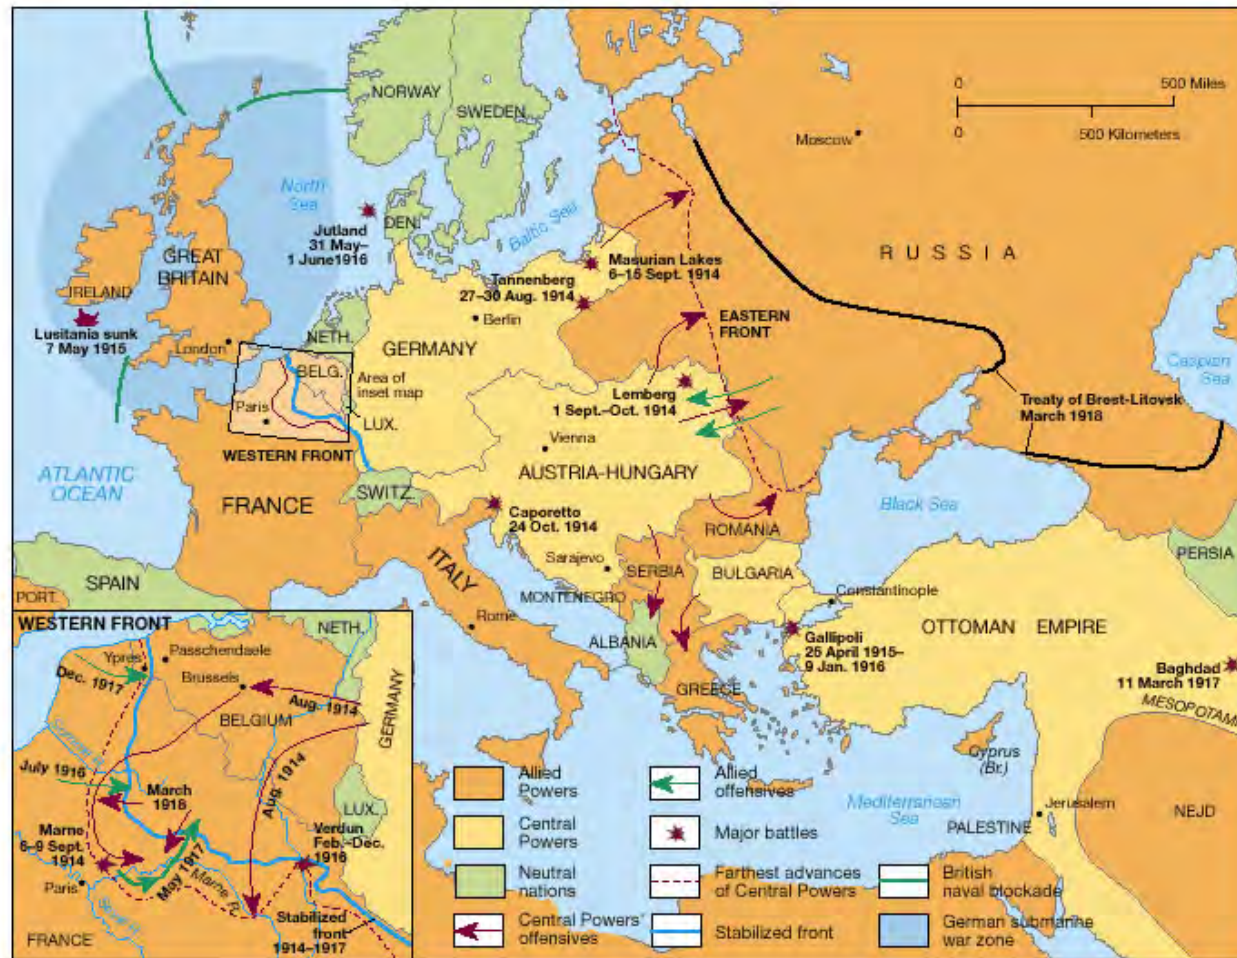 NORWAY
SWEDEN
0
500 Miles
0
500 Kilometers
Moscow
North
Sea
Baltic Sea
DEN.
Jutland
31 May–
1 June1916
GREAT
BRITAIN
IRELAND
Lusitania sunk
7 May 1915
London
NETH.
Masurian Lakes
6–15 Sept. 1914
Tannenberg
27–30 Aug. 1914
Berlin
GERMANY
RUSSIA
EASTERN
FRONT
BELG.
Area of
inset map
Paris
LUX.
WESTERN FRONT
Lemberg
1 Sept.–Oct. 1914
Caspian
Sea
Treaty of Brest-Litovsk
March 1918
Vienna
AUSTRIA-HUNGARY
ATLANTIC
OCEAN
FRANCE
SWITZ.
Caporetto
24 Oct. 1914
Black Sea
ROMANIA
Sarajevo
SERBIA
BULGARIA
PERSIA
SPAIN
PORT.
ITALY
MONTENEGRO
Constantinople
Rome
ALBANIA
Gallipoli
25 April 1915–
9 Jan. 1916
OTTOMAN EMPIRE
Baghdad
11 March 1917
GREECE
MESOPOTAM
Cyprus
(Br.)
Mediterranean
Sea
Jerusalem
PALESTINE
NEJD
WESTERN FRONT
NETH.
Ypres
Passchendaele
Dec. 1917
Brussels
Aug. 1914
BELGIUM
GERMANY
July 1916
March
1918
Aug. 1914
LUX.
Marne
6–9 Sept.
1914
Verdun
Feb.–Dec.
1916
May 1917
Marne R.
Paris
Stabilized
front
1914–1917
FRANCE
Allied
Powers
Central
Powers
Neutral
nations
Central Powers'
offensives
Allied
offensives
Major battles
Farthest advances
of Central Powers
Stabilized front
British
naval blockade
German submarine
war zone